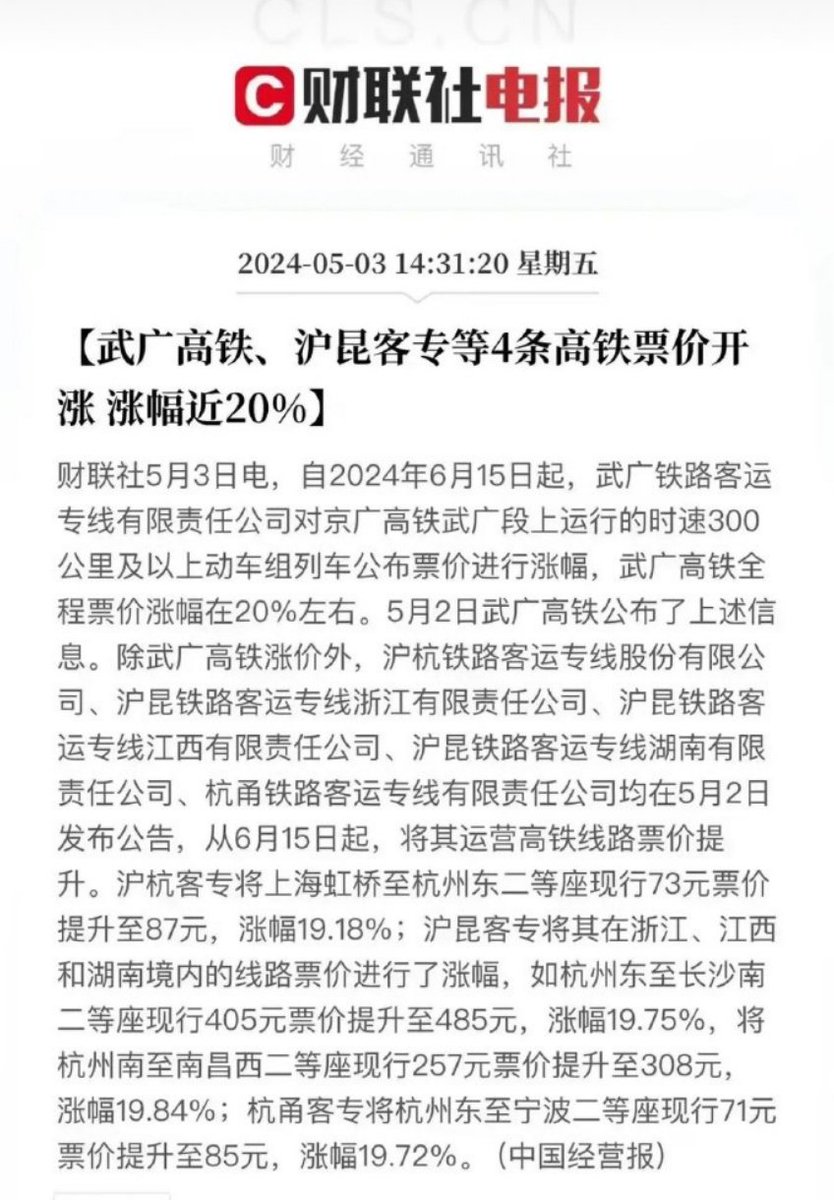 CLS.CN
C 财联社电报
财经通讯社
2024-05-03 14:31:20 星期五
【武广高铁、沪昆客专等4条高铁票价开
涨 涨幅近20%】
财联社5月3日电，自2024年6月15日起，武广铁路客运
专线有限责任公司对京广高铁武广段上运行的时速300
公里及以上动车组列车公布票价进行涨幅，武广高铁全
程票价涨幅在20%左右。5月2日武广高铁公布了上述信
息。除武广高铁涨价外，沪杭铁路客运专线股份有限公
司、沪昆铁路客运专线浙江有限责任公司、沪昆铁路客
运专线江西有限责任公司、沪昆铁路客运专线湖南有限
责任公司、杭甬铁路客运专线有限责任公司均在5月2日
发布公告，从6月15日起，将其运营高铁线路票价提
升。沪杭客专将上海虹桥至杭州东二等座现行73元票价
提升至87元，涨幅19.18%；沪昆客专将其在浙江、江西
和湖南境内的线路票价进行了涨幅，如杭州东至长沙南
二等座现行405元票价提升至485元，涨幅19.75%，将
杭州南至南昌西二等座现行257元票价提升至308元，
涨幅19.84%；杭甬客专将杭州东至宁波二等座现行71元
票价提升至85元，涨幅19.72%。（中国经营报）